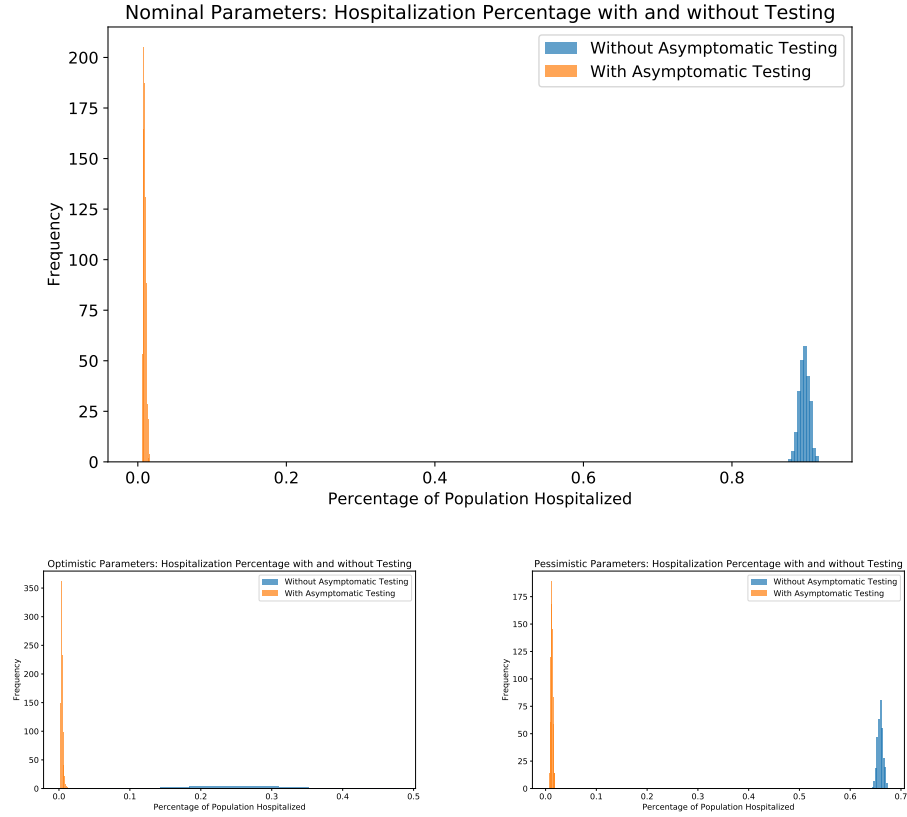 Nominal Parameters: Hospitalization Percentage with and without Testing
Without Asymptomatic Testing
With Asymptomatic Testing
Frequency
200
175
150
125
100
75
50
25
0
0.0 0.2 0.4 0.6 0.8
Percentage of Population Hospitalized
Optimistic Parameters: Hospitalization Percentage with and without Testing
Without Asymptomatic Testing
With Asymptomatic Testing
Frequency
350
300
250
200
150
100
50
0
0.0 0.1 0.2 0.3 0.4 0.5
Percentage of Population Hospitalized
Pessimistic Parameters: Hospitalization Percentage with and without Testing
Without Asymptomatic Testing
With Asymptomatic Testing
Frequency
175
150
125
100
75
50
25
0
0.0 0.1 0.2 0.3 0.4 0.5 0.6 0.7
Percentage of Population Hospitalized